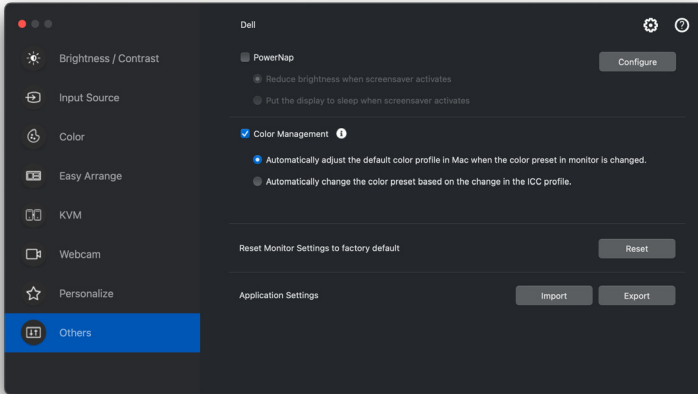 Dell
Brightness / Contrast
Input Source
Color
Easy Arrange
KVM
Webcam
Personalize
Others
PowerNap
Configure
Reduce brightness when screensaver activates
Put the display to sleep when screensaver activates
Color Management
Automatically adjust the default color profile in Mac when the color preset in monitor is changed.
Automatically change the color preset based on the change in the ICC profile.
Reset Monitor Settings to factory default
Reset
Application Settings
Import
Export